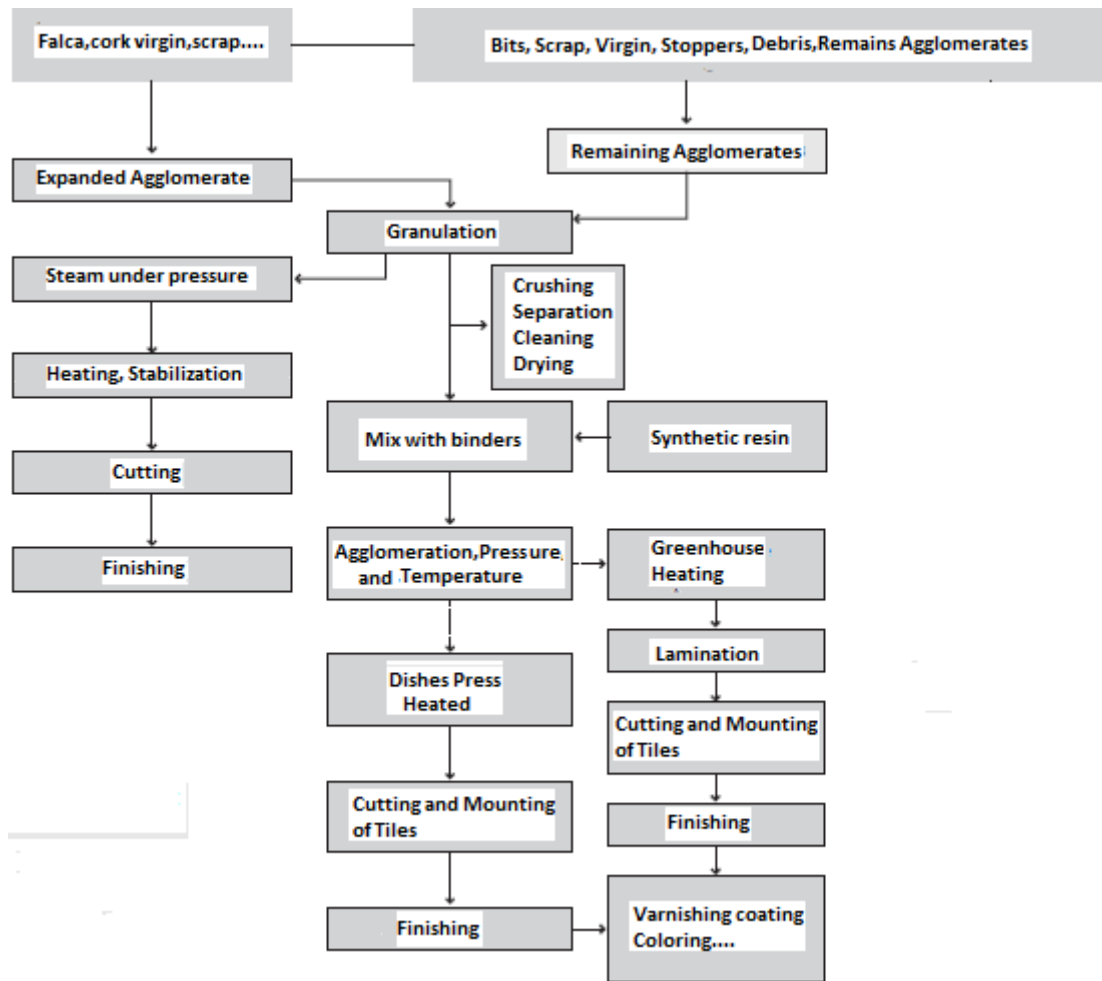 Falca,cork virgin,scrap....
Bits, Scrap, Virgin, Stoppers, Debris,Remains Agglomerates
Remaining Agglomerates
Expanded Agglomerate
Granulation
Steam under pressure
Crushing
Separation
Cleaning
Drying
Heating, Stabilization
Mix with binders
Synthetic resin
Cutting
Agglomeration,Pressure,
and Temperature
Greenhouse
Heating
Finishing
Lamination
Dishes Press
Heated
Cutting and Mounting
of Tiles
Cutting and Mounting
of Tiles
Finishing
Finishing
Varnishing coating
Coloring....